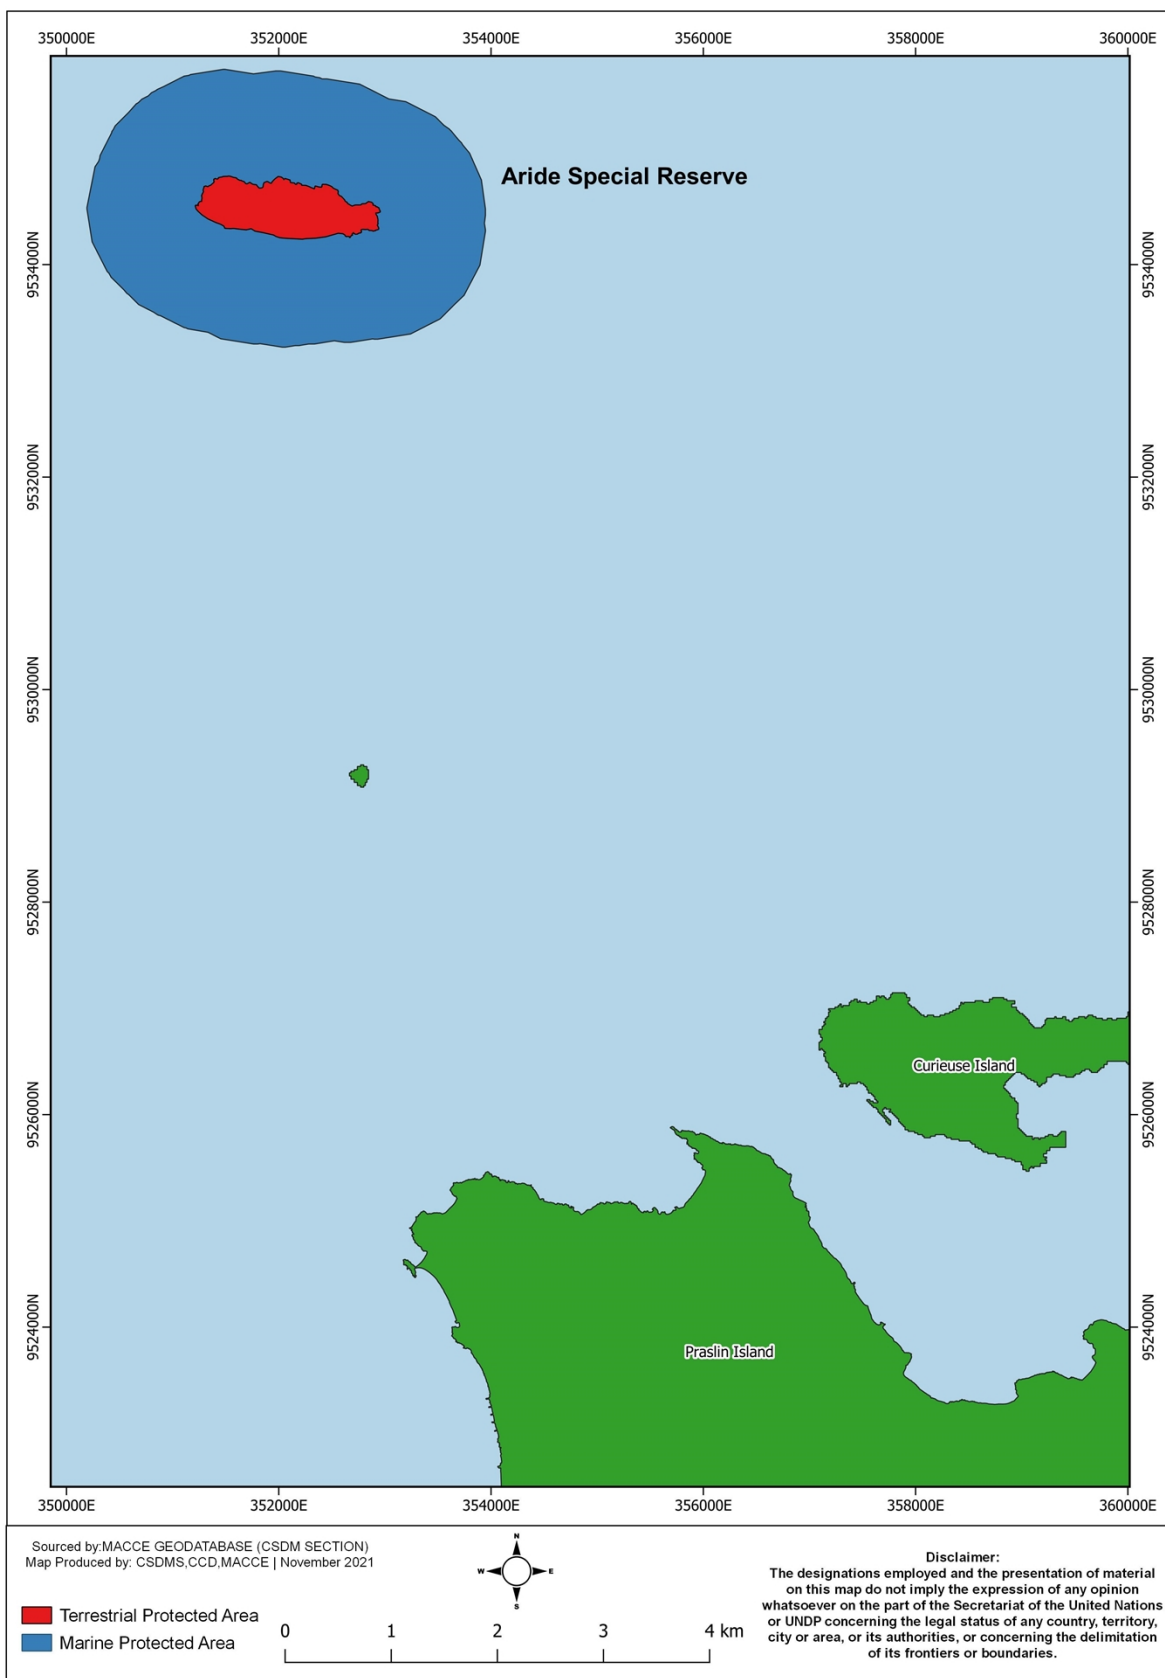 350000E 352000E 354000E 356000E 358000E 360000E
Aride Special Reserve
9534000N 9534000N
9532000N 9532000N
9530000N 9530000N
9528000N 9528000N
Curieuse Island
9526000N 9526000N
9524000N 9524000N
Praslin Island
350000E 352000E 354000E 356000E 358000E 360000E
Sourced by:MACCE GEODATABASE (CSDM SECTION)
Map Produced by: CSDMS,CCD,MACCE | November 2021
Terrestrial Protected Area
Marine Protected Area
N
W E
S
0 1 2 3 4 km
Disclaimer:
The designations employed and the presentation of material
on this map do not imply the expression of any opinion
whatsoever on the part of the Secretariat of the United Nations
or UNDP concerning the legal status of any country, territory,
city or area, or its authorities, or concerning the delimitation
of its frontiers or boundaries.